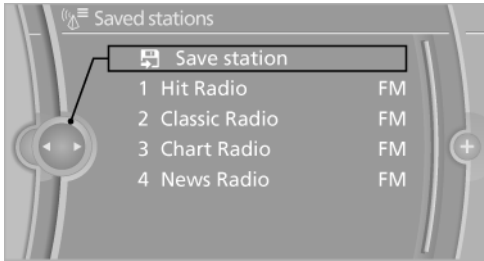 Saved stations
Save station
1 Hit Radio FM
2 Classic Radio FM
3 Chart Radio FM
4 News Radio FM